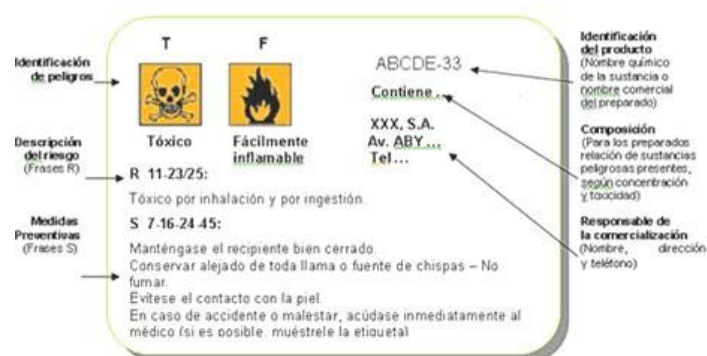 Identificación
de peligros
Descripción
del riesgo
(Frases R)
Medidas
Preventivas
(Frases S)
T F
Tóxico Fácilmente
inflamable
ABCDE-33
Contiene...
XXX, S.A.
Av. ABY...
Tel...
R 11-23/25:
Tóxico por inhalación y por ingestión.
S 7-16-24-45:
Manténgase el recipiente bien cerrado.
Conservar alejado de toda llama o fuente de chispas – No
fumar.
Evítese el contacto con la piel.
En caso de accidente o malestar, acúdase inmediatamente al
médico (si es posible, muéstrele la etiqueta)
Identificación
del producto
(Nombre químico
de la sustancia o
nombre comercial
del preparado)
Composición
(Para los preparados
relación de sustancias
peligrosas presentes,
según concentración
y toxicidad)
Responsable de
la comercialización
(Nombre, dirección
y teléfono)